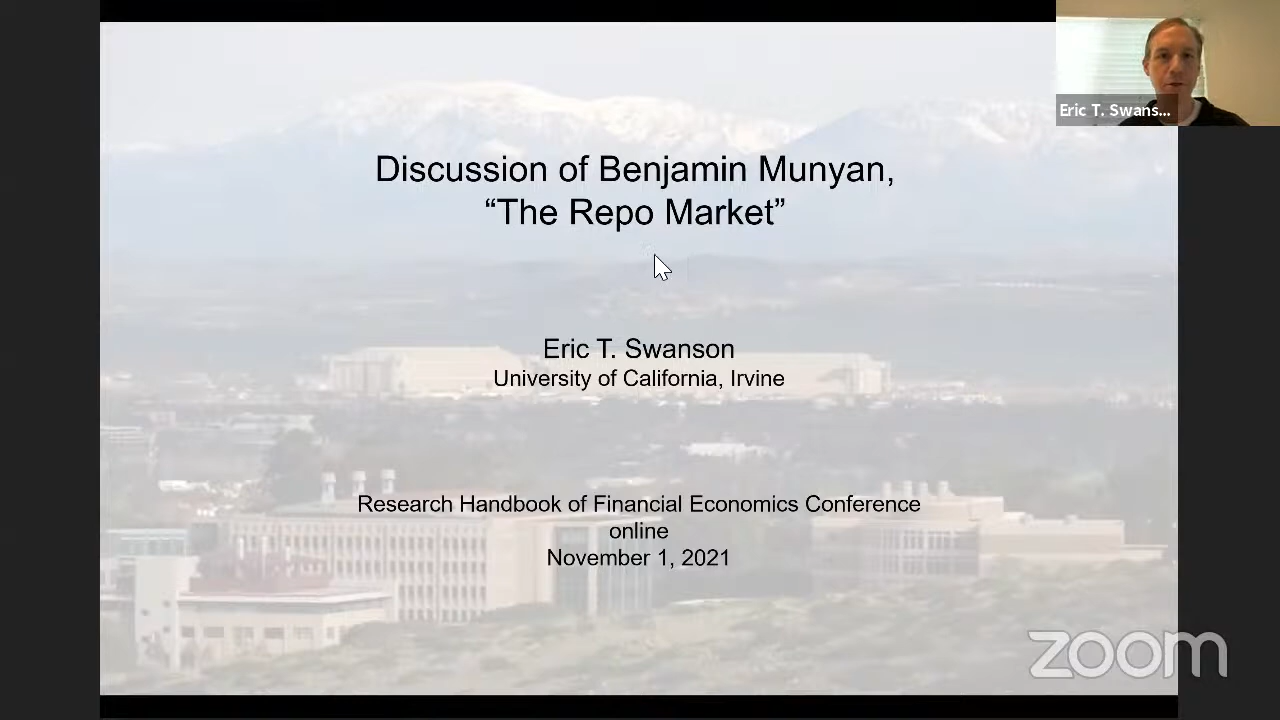 Eric T. Swans...
Discussion of Benjamin Munyan,
“The Repo Market”
Eric T. Swanson
University of California, Irvine
Research Handbook of Financial Economics Conference
online
November 1, 2021
zoom